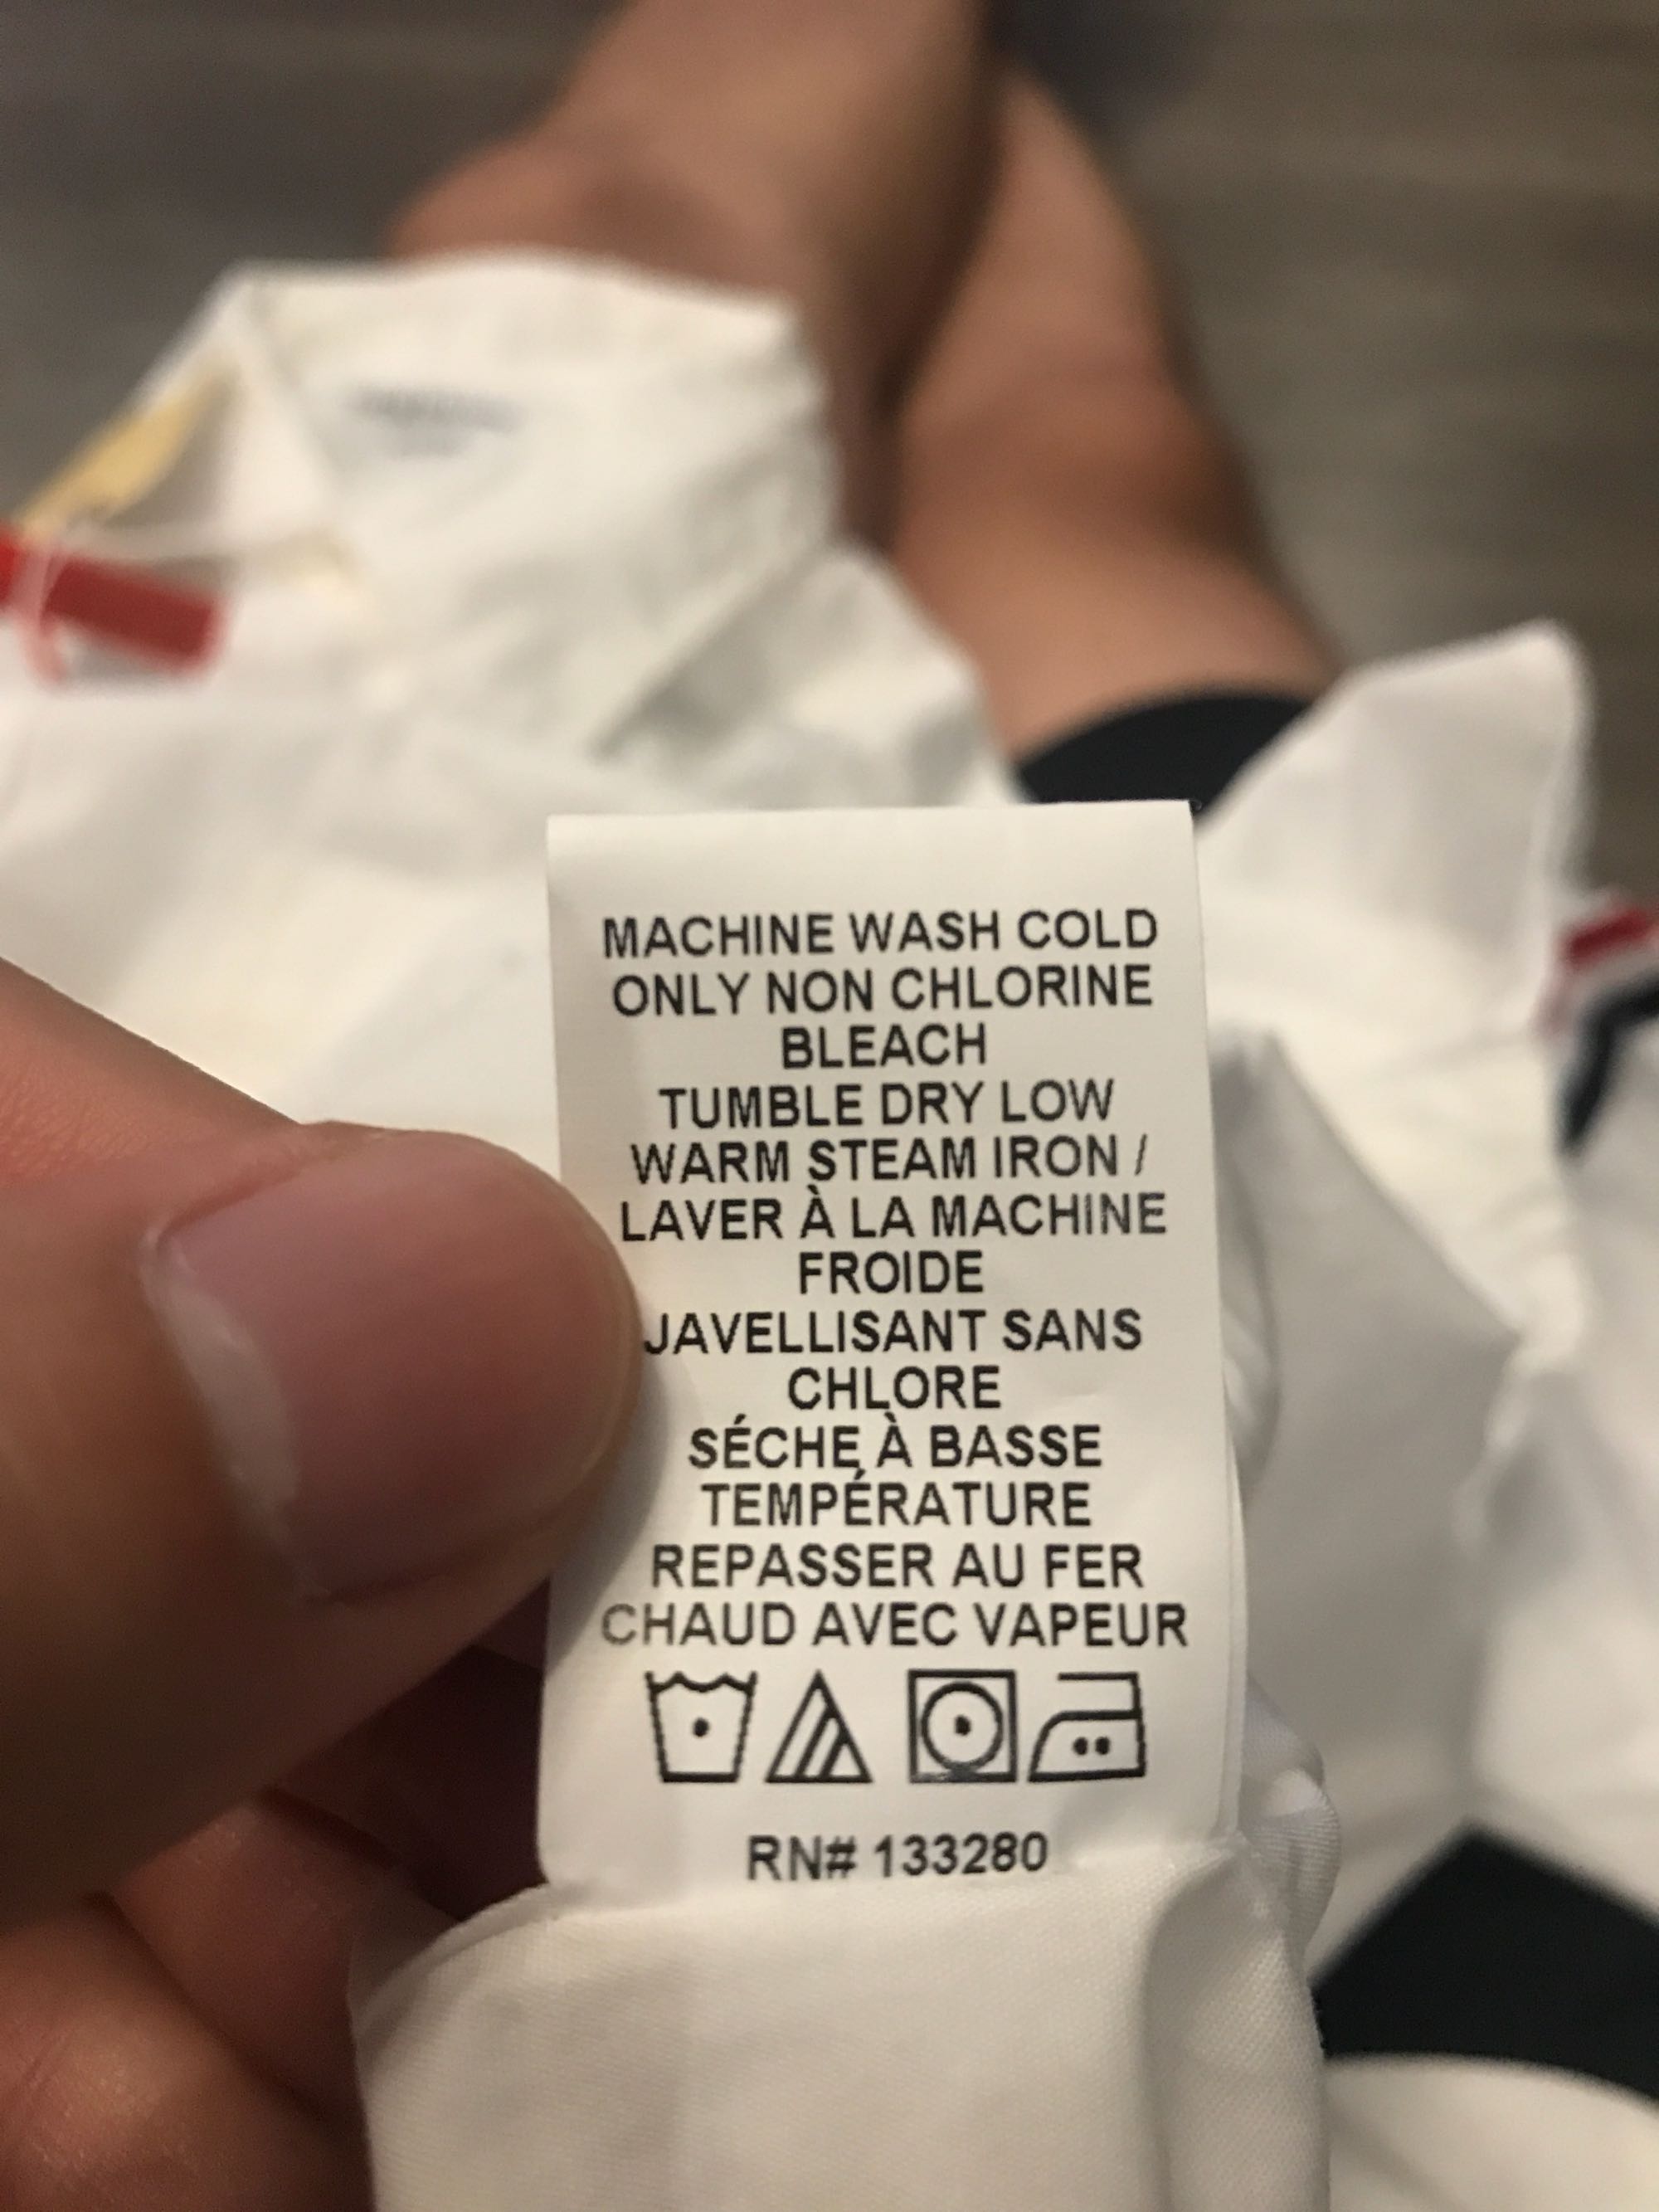 MACHINE WASH COLD
ONLY NON CHLORINE
BLEACH
TUMBLE DRY LOW
WARM STEAM IRON /
LAVER À LA MACHINE
FROIDE
JAVELLISANT SANS
CHLORE
SÉCHE À BASSE
TEMPÉRATURE
REPASSER AU FER
CHAUD AVEC VAPEUR
RN# 133280